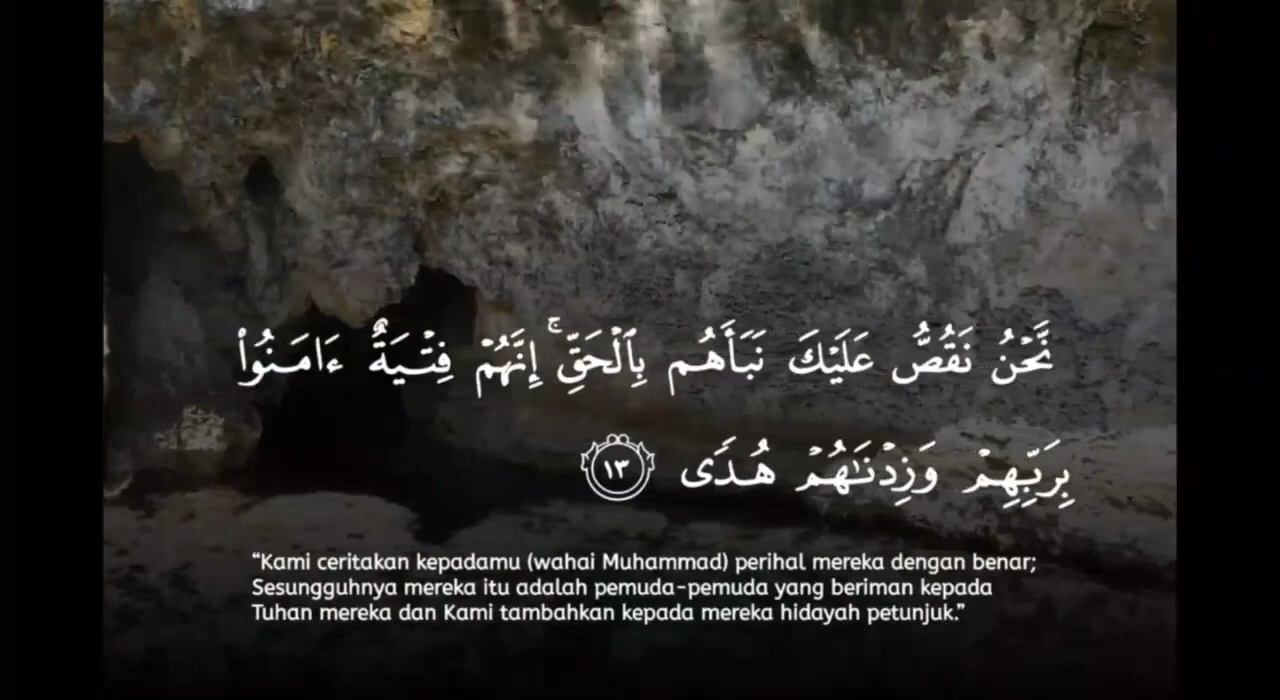 نَّحْنُ نَقُصُّ عَلَيْكَ نَبَأَهُم بِٱلْحَقِّ ۚ إِنَّهُمْ فِتْيَةٌ ءَامَنُوا۟
بِرَبِّهِمْ وَزِدْنَـٰهُمْ هُدًى ١٣
“Kami ceritakan kepadamu (wahai Muhammad) perihal mereka dengan benar;
Sesungguhnya mereka itu adalah pemuda-pemuda yang beriman kepada
Tuhan mereka dan Kami tambahkan kepada mereka hidayah petunjuk.”